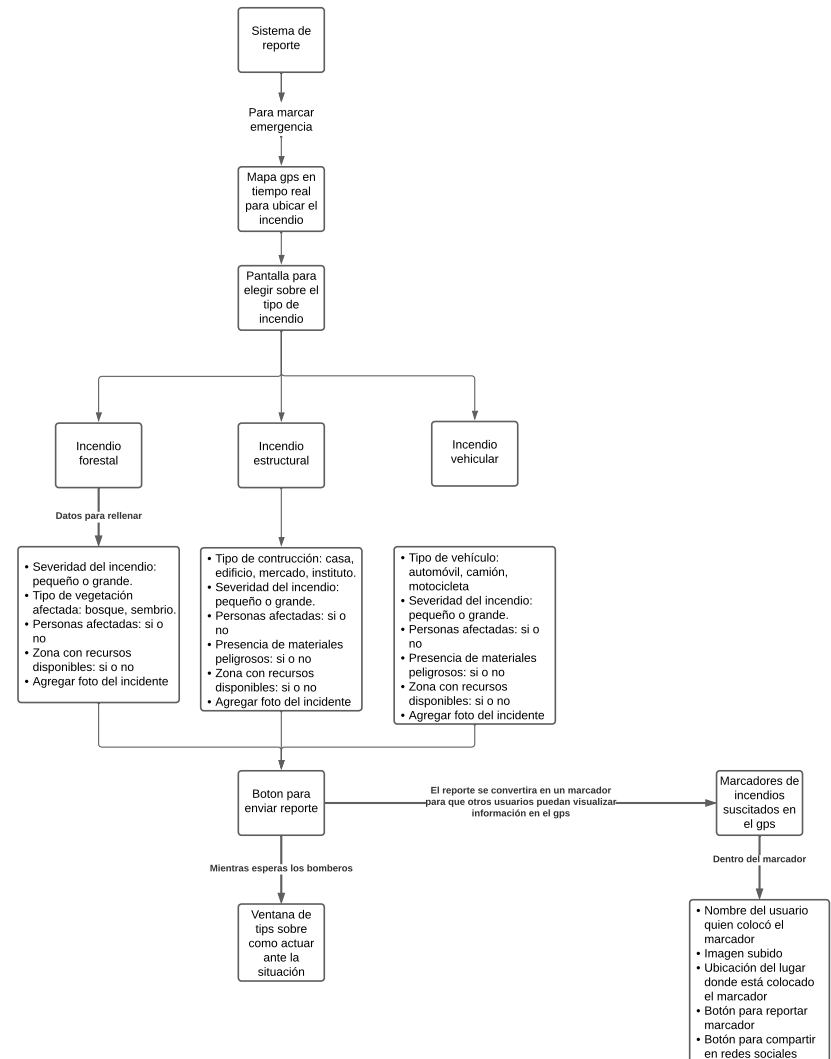 Sistema de
reporte
Para marcar
emergencia
Mapa gps en
tiempo real
para ubicar el
incendio
Pantalla para
elegir sobre el
tipo de
incendio
Incendio
forestal
Incendio
estructural
Incendio
vehicular
Datos para rellenar
• Severidad del incendio:
pequeño o grande.
• Tipo de vegetación
afectada: bosque, sembrio.
• Personas afectadas: si o
no
• Zona con recursos
disponibles: si o no
• Agregar foto del incidente
• Tipo de contrucción: casa,
edificio, mercado, instituto.
• Severidad del incendio:
pequeño o grande.
• Personas afectadas: si o
no
• Presencia de materiales
peligrosos: si o no
• Zona con recursos
disponibles: si o no
• Agregar foto del incidente
• Tipo de vehículo:
automóvil, camión,
motocicleta
• Severidad del incendio:
pequeño o grande.
• Personas afectadas: si o
no
• Presencia de materiales
peligrosos: si o no
• Zona con recursos
disponibles: si o no
• Agregar foto del incidente
Boton para
enviar reporte
El reporte se convertira en un marcador
para que otros usuarios puedan visualizar
información en el gps
Marcadores de
incendios
suscitados en
el gps
Mientras esperas los bomberos
Dentro del marcador
Ventana de
tips sobre
como actuar
ante la
situación
• Nombre del usuario
quien colocó el
marcador
• Imagen subido
• Ubicación del lugar
donde está colocado
el marcador
• Botón para reportar
marcador
• Botón para compartir
en redes sociales